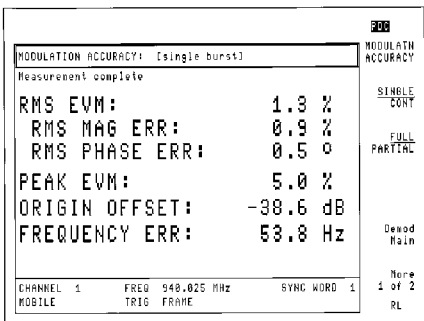 PDC
MODULATN
ACCURACY
MODULATION ACCURACY: [single burst]
Measurement complete
SINGLE
CONT
RMS EVM: 1.3 %
RMS MAG ERR: 0.9 %
RMS PHASE ERR: 0.5 °
FULL
PARTIAL
PEAK EVM: 5.0 %
ORIGIN OFFSET: -38.6 dB
FREQUENCY ERR: 53.8 Hz
Demod
Main
More
1 of 2
CHANNEL 1 FREQ 940.025 MHz SYNC WORD 1
MOBILE TRIG FRAME
RL